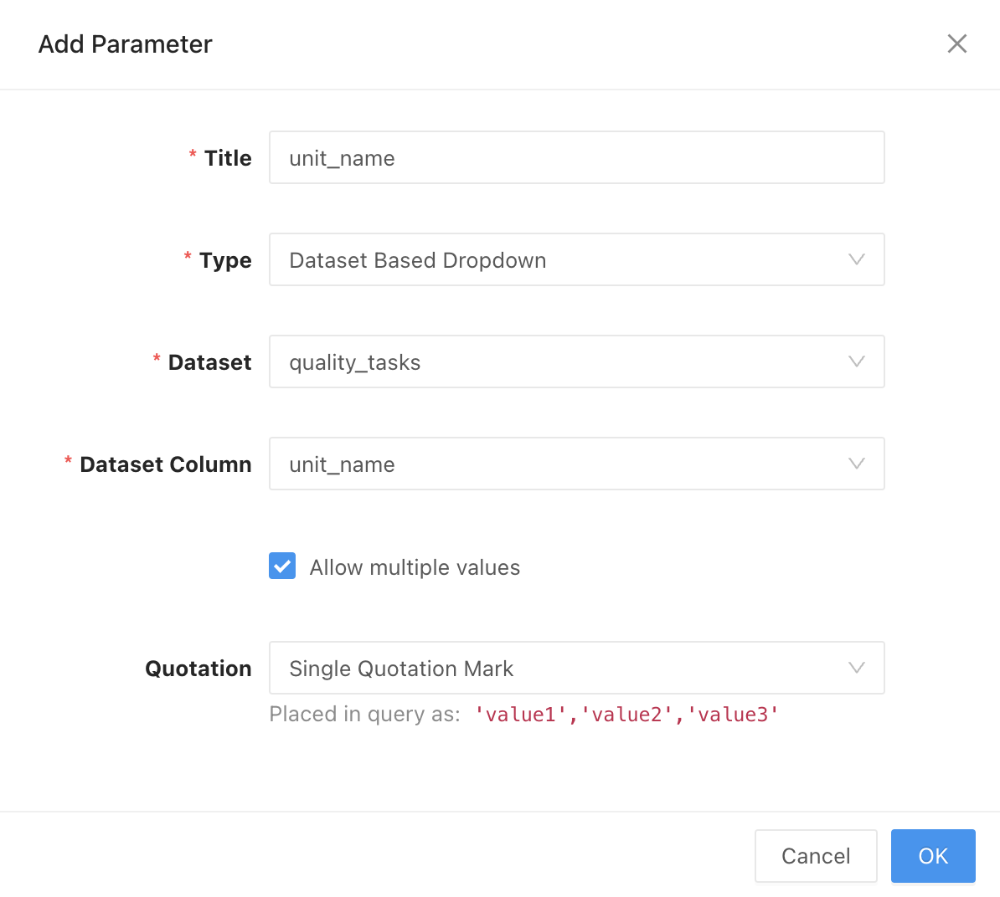 Add Parameter
* Title
unit_name
* Type
Dataset Based Dropdown
* Dataset
quality_tasks
* Dataset Column
unit_name
Allow multiple values
Quotation
Single Quotation Mark
Placed in query as: 'value1','value2','value3'
Cancel
OK